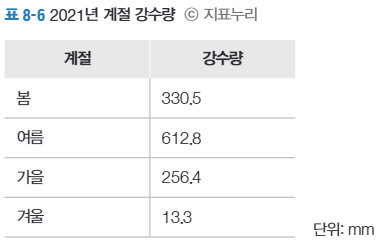 표 8-6 2021년 계절 강수량 ⓒ 지표누리
계절 강수량
봄 330.5
여름 612.8
가을 256.4
겨울 13.3
단위: mm